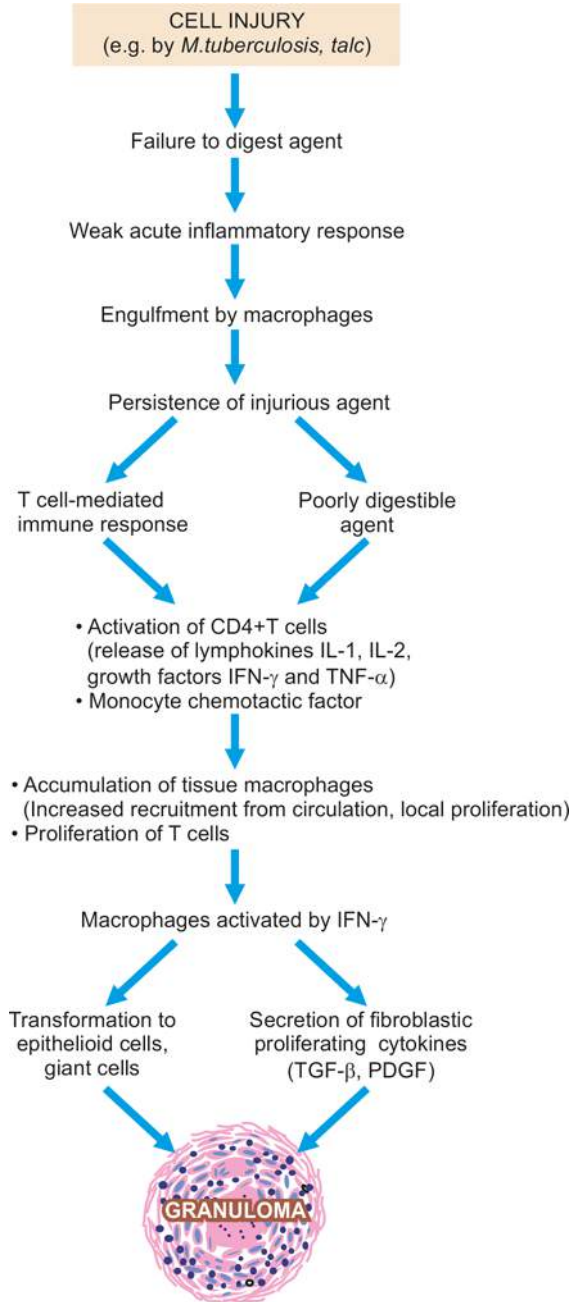 CELL INJURY
(e.g. by M.tuberculosis, talc)
Failure to digest agent
Weak acute inflammatory response
Engulfment by macrophages
Persistence of injurious agent
T cell-mediated
immune response
Poorly digestible
agent
• Activation of CD4+T cells
(release of lymphokines IL-1, IL-2,
growth factors IFN-γ and TNF-α)
• Monocyte chemotactic factor
• Accumulation of tissue macrophages
(Increased recruitment from circulation, local proliferation)
• Proliferation of T cells
Macrophages activated by IFN-γ
Transformation to
epithelioid cells,
giant cells
Secretion of fibroblastic
proliferating cytokines
(TGF-β, PDGF)
GRANULOMA